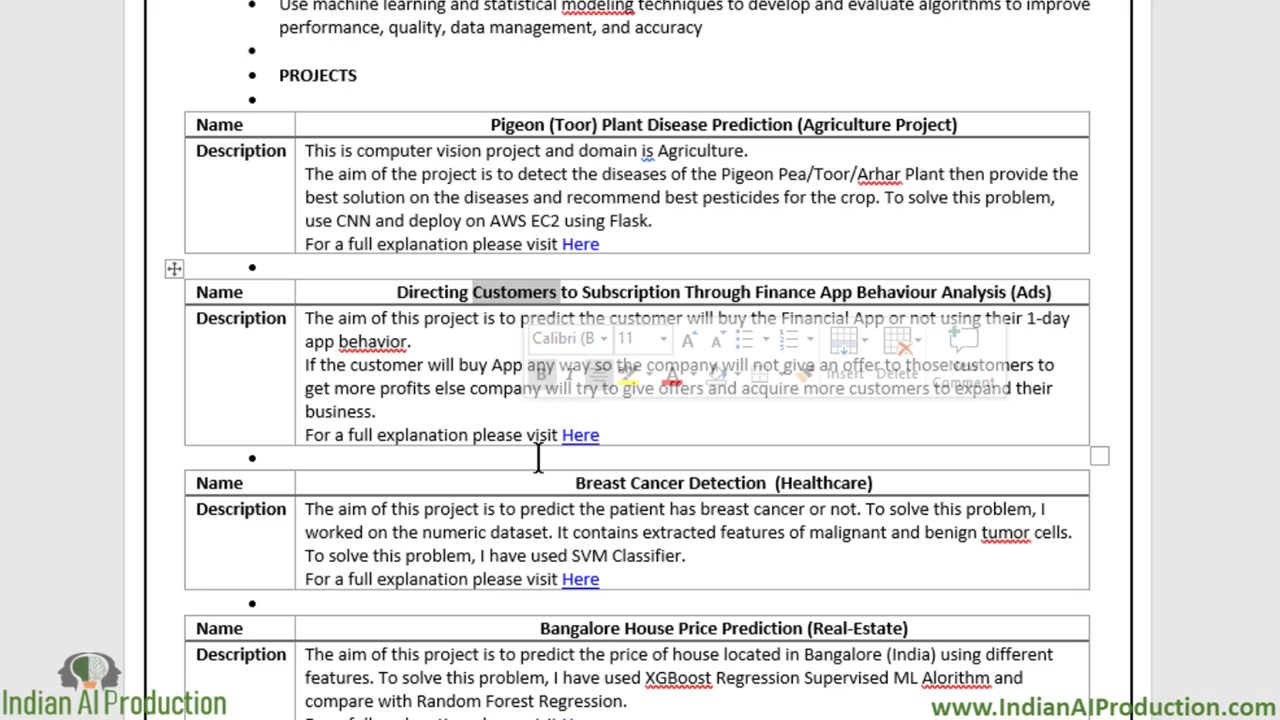 Use machine learning and statistical modeling techniques to develop and evaluate algorithms to improve
performance, quality, data management, and accuracy
PROJECTS
Name Pigeon (Toor) Plant Disease Prediction (Agriculture Project)
Description This is computer vision project and domain is Agriculture.
The aim of the project is to detect the diseases of the Pigeon Pea/Toor/Arhar Plant then provide the
best solution on the diseases and recommend best pesticides for the crop. To solve this problem,
use CNN and deploy on AWS EC2 using Flask.
For a full explanation please visit Here
Name Directing Customers to Subscription Through Finance App Behaviour Analysis (Ads)
Description The aim of this project is to predict the customer will buy the Financial App or not using their 1-day
app behavior.
Calibri (B 11
If the customer will buy App any way so the company will not give an offer to those customers to
Insert Delete New
Comment
get more profits else company will try to give offers and acquire more customers to expand their
business.
For a full explanation please visit Here
Name Breast Cancer Detection (Healthcare)
Description The aim of this project is to predict the patient has breast cancer or not. To solve this problem, I
worked on the numeric dataset. It contains extracted features of malignant and benign tumor cells.
To solve this problem, I have used SVM Classifier.
For a full explanation please visit Here
Name Bangalore House Price Prediction (Real-Estate)
Description The aim of this project is to predict the price of house located in Bangalore (India) using different
features. To solve this problem, I have used XGBoost Regression Supervised ML Alorithm and
compare with Random Forest Regression.
Indian AI Production
www.IndianAIProduction.com